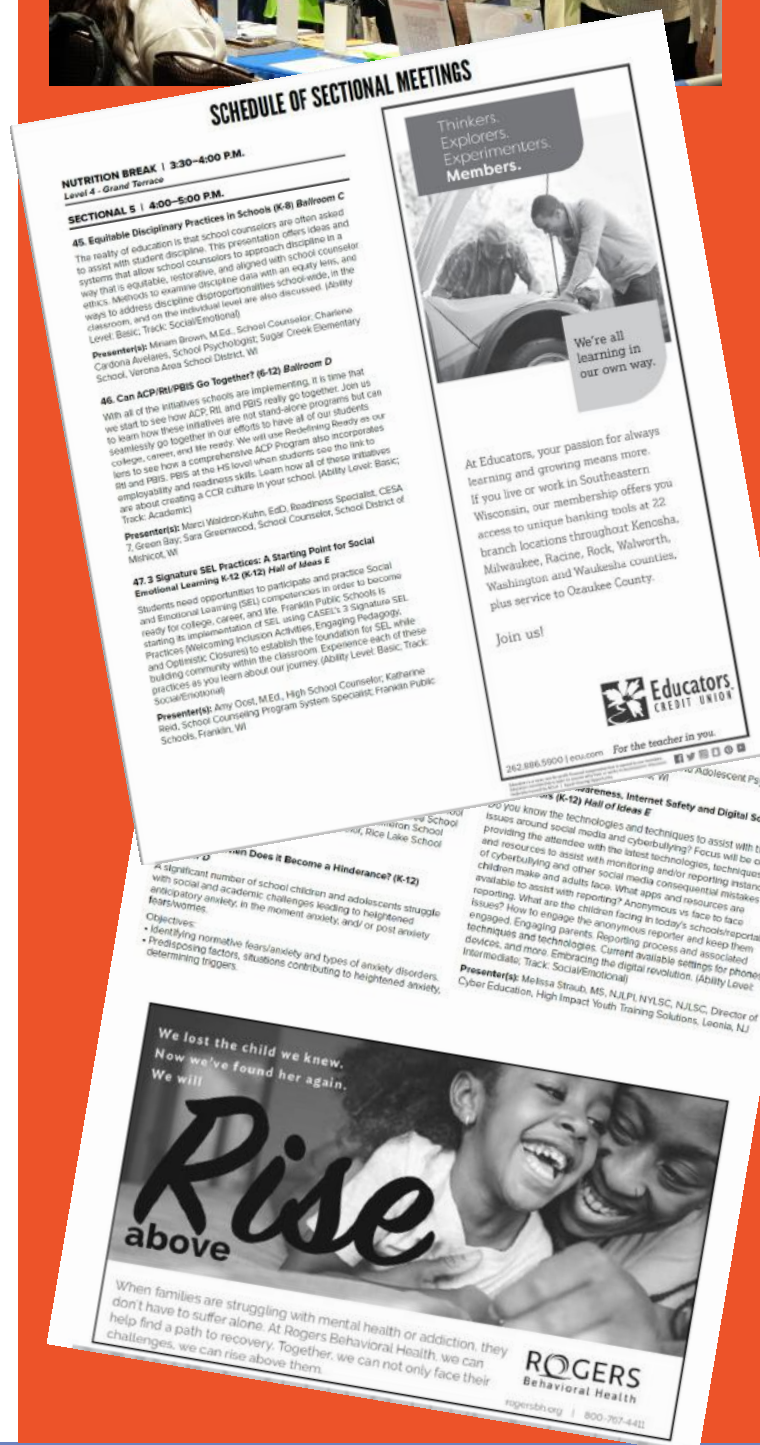 SCHEDULE OF SECTIONAL MEETINGS
NUTRITION BREAK | 3:30–4:00 P.M.
Level 4 - Grand Terrace
SECTIONAL 5 | 4:00–5:00 P.M.
45. Equitable Disciplinary Practices in Schools (K-8) Ballroom C
The reality of education is that school counselors are often asked
to assist with student discipline. This presentation offers ideas and
systems that allow school counselors to approach discipline in a
way that is equitable, restorative, and aligned with school counselor
ethics. Methods to examine discipline data with an equity lens, and
ways to address discipline disproportionalities school-wide, in the
classroom, and on the individual level are also discussed. (Ability
Level: Basic; Track: Social/Emotional)
Presenter(s): Miriam Brown, M.Ed., School Counselor, Charlene
Cardona Avelares, School Psychologist; Sugar Creek Elementary
School, Verona Area School District, WI
46. Can ACP/RtI/PBIS Go Together? (6-12) Ballroom D
With all of the initiatives schools are implementing, it is time that
we start to see how ACP, RtI, and PBIS really go together. Join us
to learn how these initiatives are not stand-alone programs but can
seamlessly go together in our efforts to have all of our students
college, career, and life ready. We will use Redefining Ready as our
lens to see how a comprehensive ACP Program also incorporates
RtI and PBIS. PBIS at the HS level when students see the link to
employability and readiness skills. Learn how all of these initiatives
are about creating a CCR culture in your school. (Ability Level: Basic;
Track: Academic)
Presenter(s): Marci Waldron-Kuhn, EdD, Readiness Specialist, CESA
7, Green Bay; Sara Greenwood, School Counselor, School District of
Mishicot, WI
47. 3 Signature SEL Practices: A Starting Point for Social
Emotional Learning K-12 (K-12) Hall of Ideas E
Students need opportunities to participate and practice Social
and Emotional Learning (SEL) competencies in order to become
ready for college, career, and life. Franklin Public Schools is
starting its implementation of SEL using CASEL's 3 Signature SEL
Practices (Welcoming Inclusion Activities, Engaging Pedagogy,
and Optimistic Closures) to establish the foundation for SEL while
building community within the classroom. Experience each of these
practices as you learn about our journey. (Ability Level: Basic; Track:
Social/Emotional)
Presenter(s): Amy Oost, M.Ed., High School Counselor, Katherine
Reid, School Counseling Program System Specialist; Franklin Public
Schools, Franklin, WI
Thinkers.
Explorers.
Experimenters.
Members.
We're all
learning in
our own way.
At Educators, your passion for always
learning and growing means more.
If you live or work in Southeastern
Wisconsin, our membership offers you
access to unique banking tools at 22
branch locations throughout Kenosha,
Milwaukee, Racine, Rock, Walworth,
Washington and Waukesha counties,
plus service to Ozaukee County.
Join us!
Educators
CREDIT UNION
262.886.5900 | ecu.com For the teacher in you.
School
School
Rice Lake School
Does it Become a Hinderance? (K-12)
A significant number of school children and adolescents struggle
with social and academic challenges leading to heightened
anticipatory anxiety, in the moment anxiety, and/ or post anxiety
fears/worries.
Objectives:
• Identifying normative fears/anxiety and types of anxiety disorders.
• Predisposing factors, situations contributing to heightened anxiety,
determining triggers.
Adolescent
WI
Internet Safety and Digital
(K-12) Hall of Ideas E
Do you know the technologies and techniques to assist with
issues around social media and cyberbullying? Focus will be
providing the attendee with the latest technologies, techniques
and resources to assist with monitoring and/or reporting
of cyberbullying and other social media consequential mistakes
children make and adults face. What apps and resources are
available to assist with reporting? Anonymous vs face to face
reporting. What are the children facing in today's
issues? How to engage the anonymous reporter and keep them
engaged. Engaging parents. Reporting process and associated
techniques and technologies. Current available settings for phones
devices, and more. Embracing the digital revolution. (Ability Level:
Intermediate; Track: Social/Emotional)
Presenter(s): Melissa Straub, MS, NJLPI, NYLSC, NJLSC, Director of
Cyber Education, High Impact Youth Training Solutions, Leonia, NJ
We lost the child we knew.
Now we've found her again.
We will
Rise
above
When families are struggling with mental health or addiction, they
don't have to suffer alone. At Rogers Behavioral Health, we can
help find a path to recovery. Together, we can not only face their
challenges, we can rise above them.
ROGERS
Behavioral Health
rogersbh.org | 800-767-4411